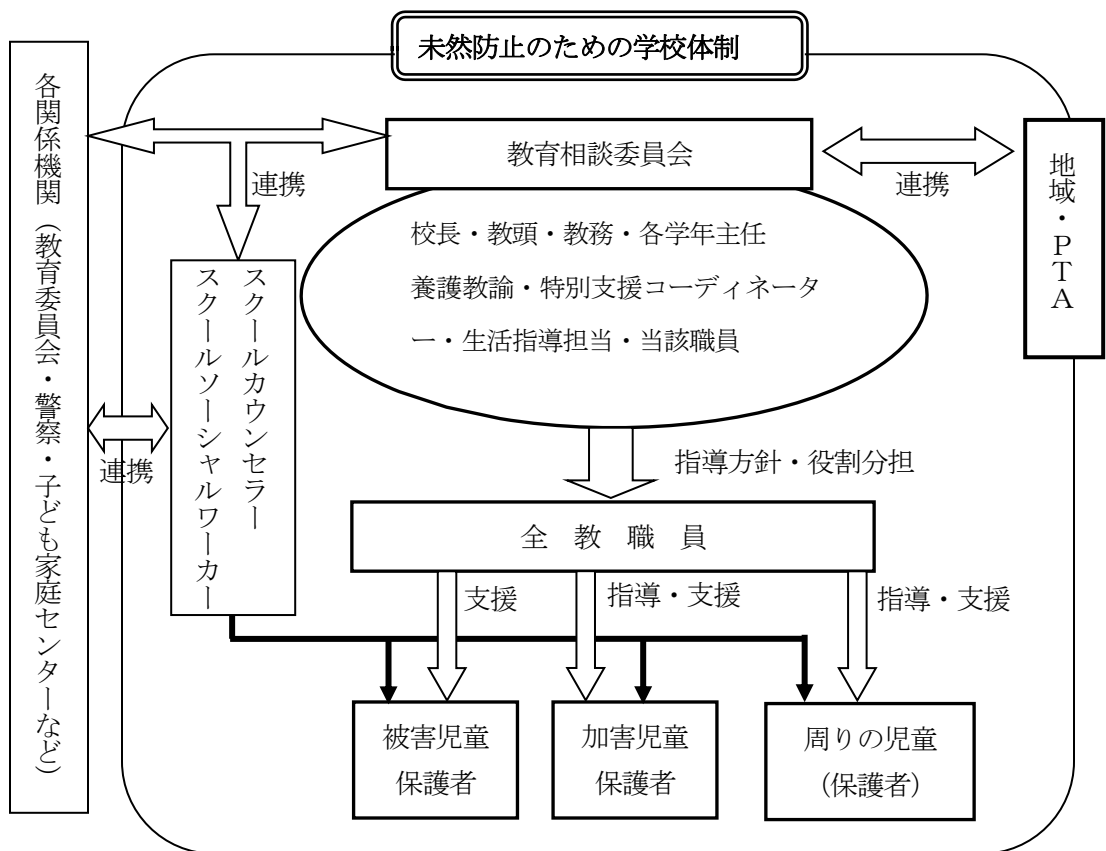 未然防止のための学校体制
各関係機関（教育委員会・警察・子ども家庭センターなど）
教育相談委員会
連携
連携
地域・PTA
校長・教頭・教務・各学年主任
養護教諭・特別支援コーディネータ
ー・生活指導担当・当該職員
スクールカウンセラー
スクールソーシャルワーカー
連携
指導方針・役割分担
全教職員
支援
指導・支援
指導・支援
被害児童
保護者
加害児童
保護者
周りの児童
（保護者）